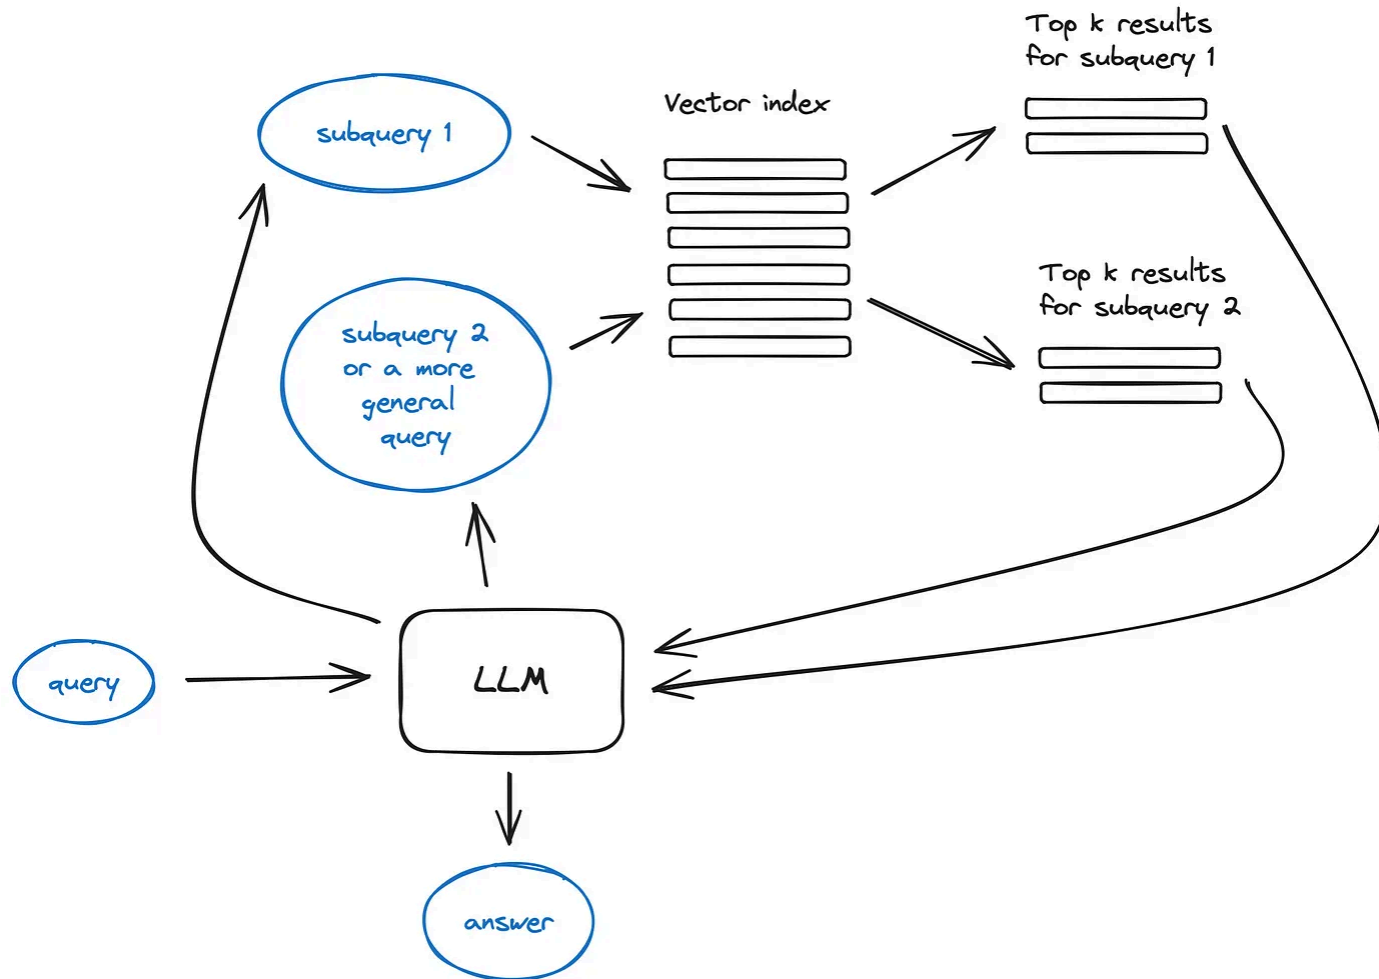 Top k results
for subquery 1
Vector index
subquery 1
Top k results
for subquery 2
subquery 2
or a more
general
query
query
LLM
answer